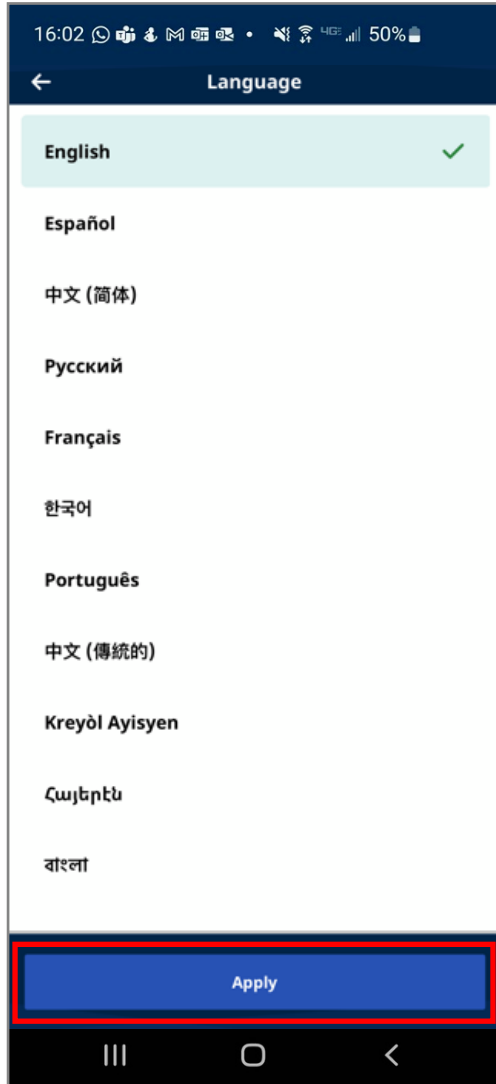 16:02 4GE 50%
Language
English
Español
中文 (简体)
Русский
Français
한국어
Português
中文 (傳統的)
Kreyòl Ayisyen
Հայերէն
বাংলা
Apply